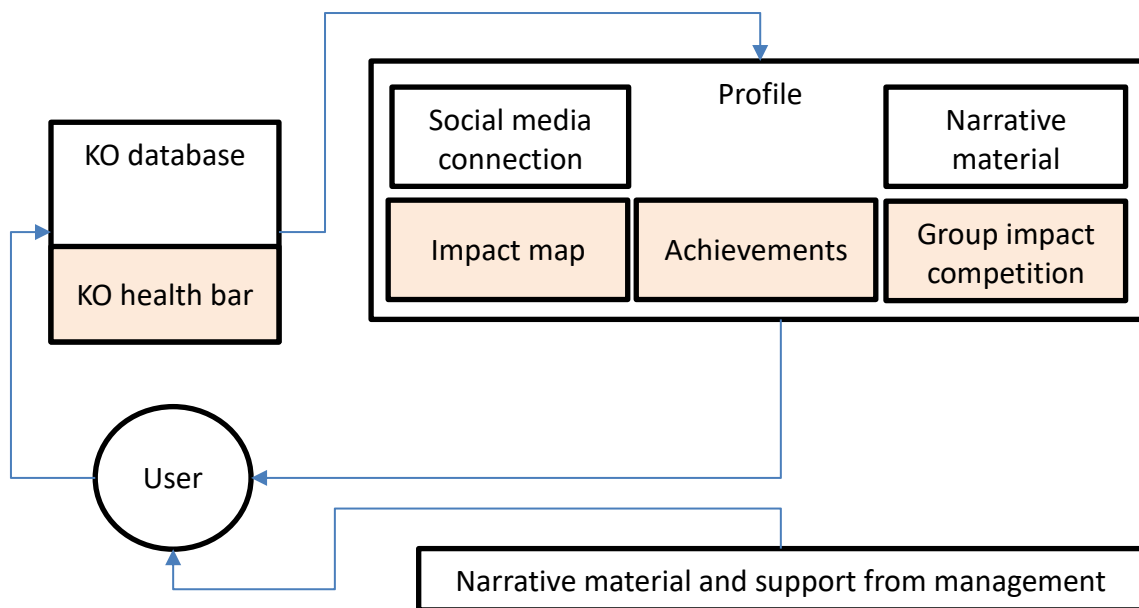 Profile
Social media
connection
Narrative
material
KO database
Impact map
Achievements
Group impact
competition
KO health bar
User
Narrative material and support from management